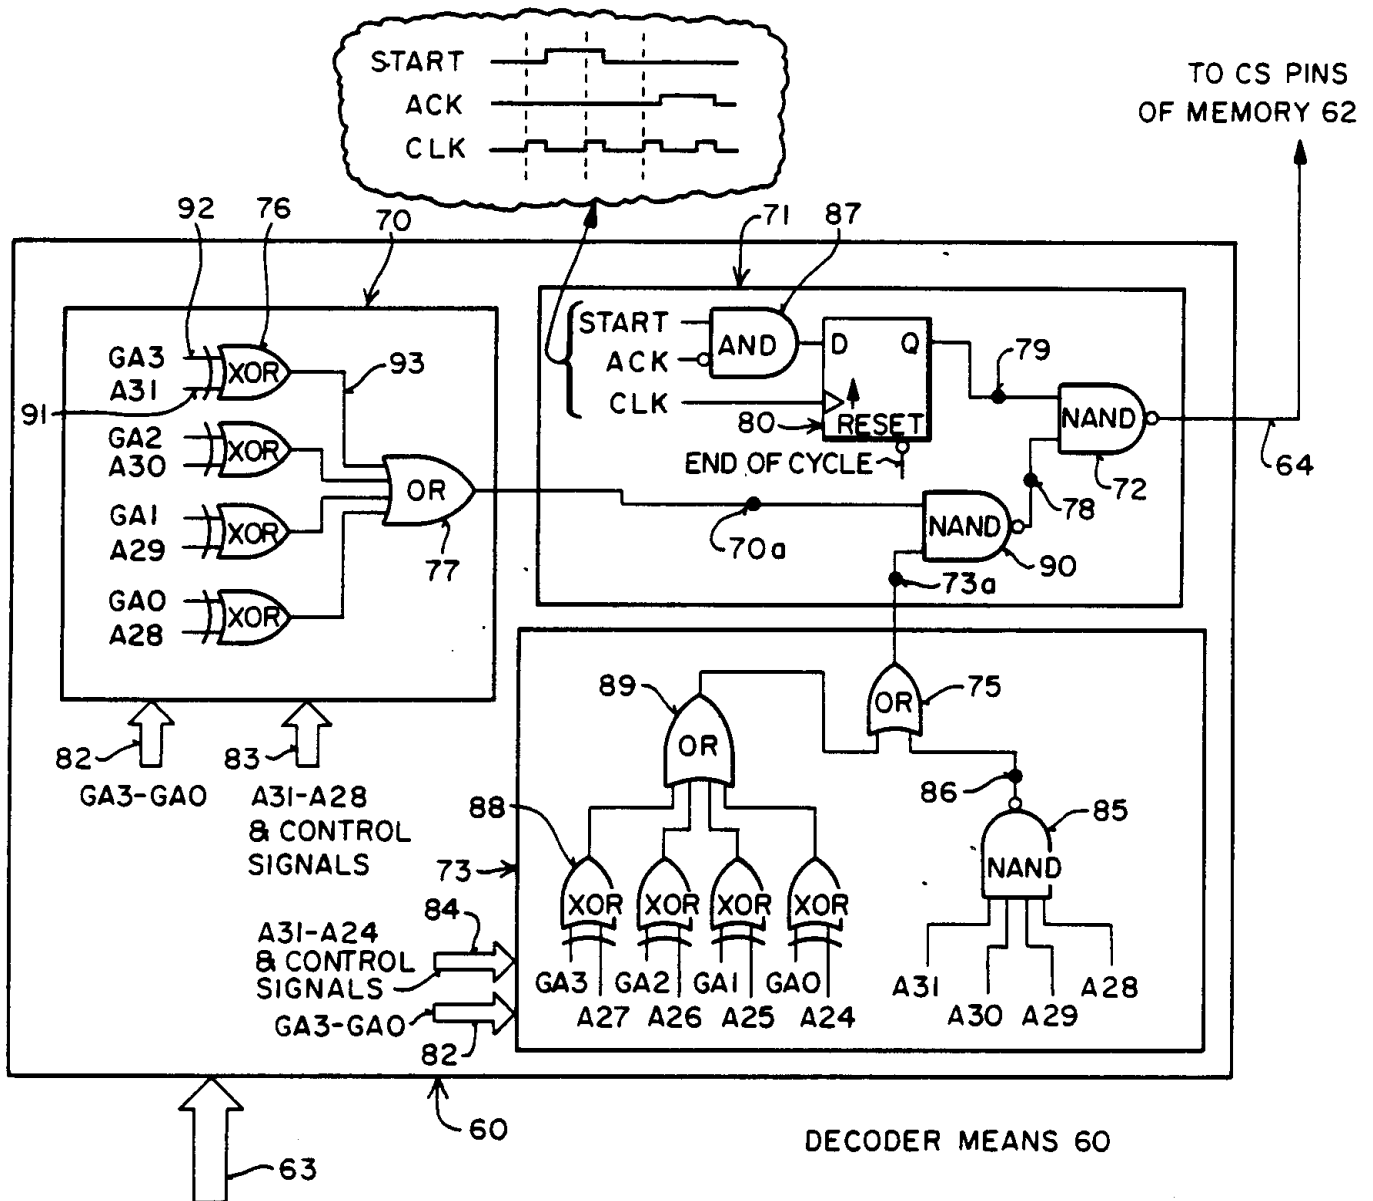 START
ACK
CLK
TO CS PINS
OF MEMORY 62
92
76
70
71
87
GA3
A31
XOR
93
91
GA2
A30
XOR
GA1
A29
XOR
GA0
A28
XOR
OR
77
START
ACK
CLK
AND
D Q
RESET
80
END OF CYCLE
79
NAND
72
64
78
NAND
90
70a
73a
82
GA3-GA0
83
A31-A28
& CONTROL
SIGNALS
89
OR
OR
75
86
85
NAND
88
73
XOR XOR XOR XOR
84
A31-A24
& CONTROL
SIGNALS
GA3-GA0
82
GA3 GA2 GA1 GA0
A27 A26 A25 A24
A31 A28
A30 A29
60
63
DECODER MEANS 60